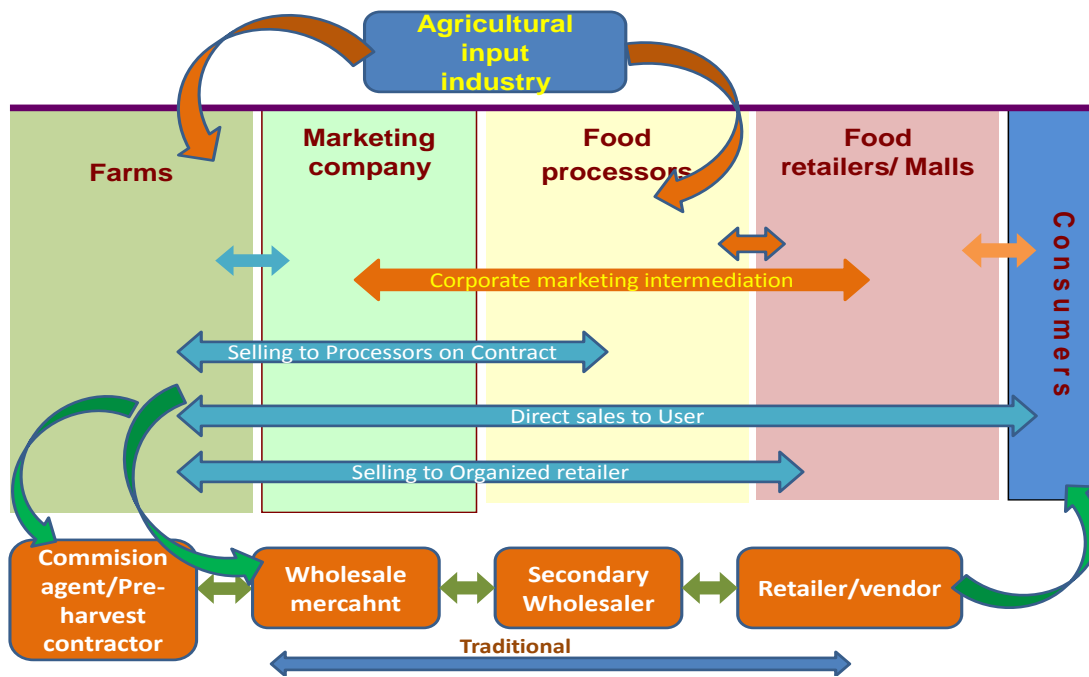 Agricultural
input
industry
Farms
Marketing
company
Food
processors
Food
retailers/ Malls
Consumers
Corporate marketing intermediation
Selling to Processors on Contract
Direct sales to User
Selling to Organized retailer
Commision
agent/Pre-
harvest
contractor
Wholesale
mercahnt
Secondary
Wholesaler
Retailer/vendor
Traditional